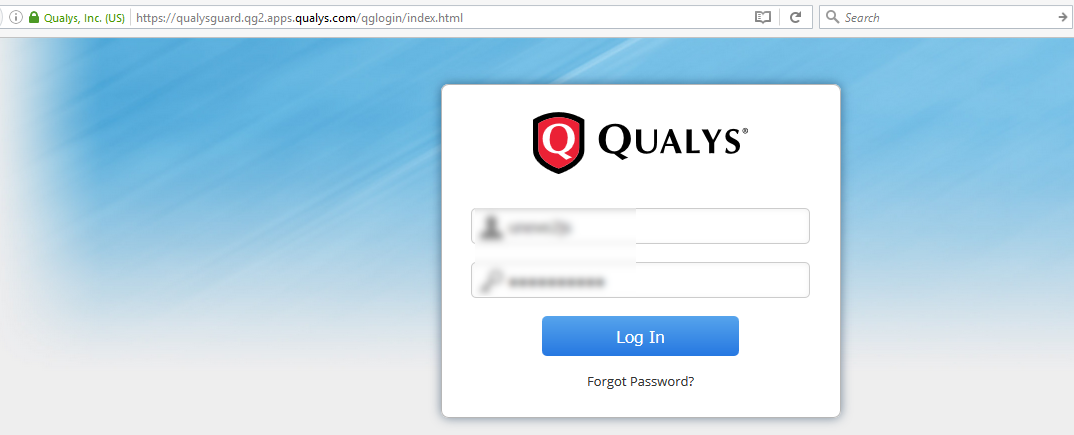 Qualys, Inc. (US) https://qualysguard.qg2.apps.qualys.com/qglogin/index.html Search
Q QUALYS®
Log In
Forgot Password?